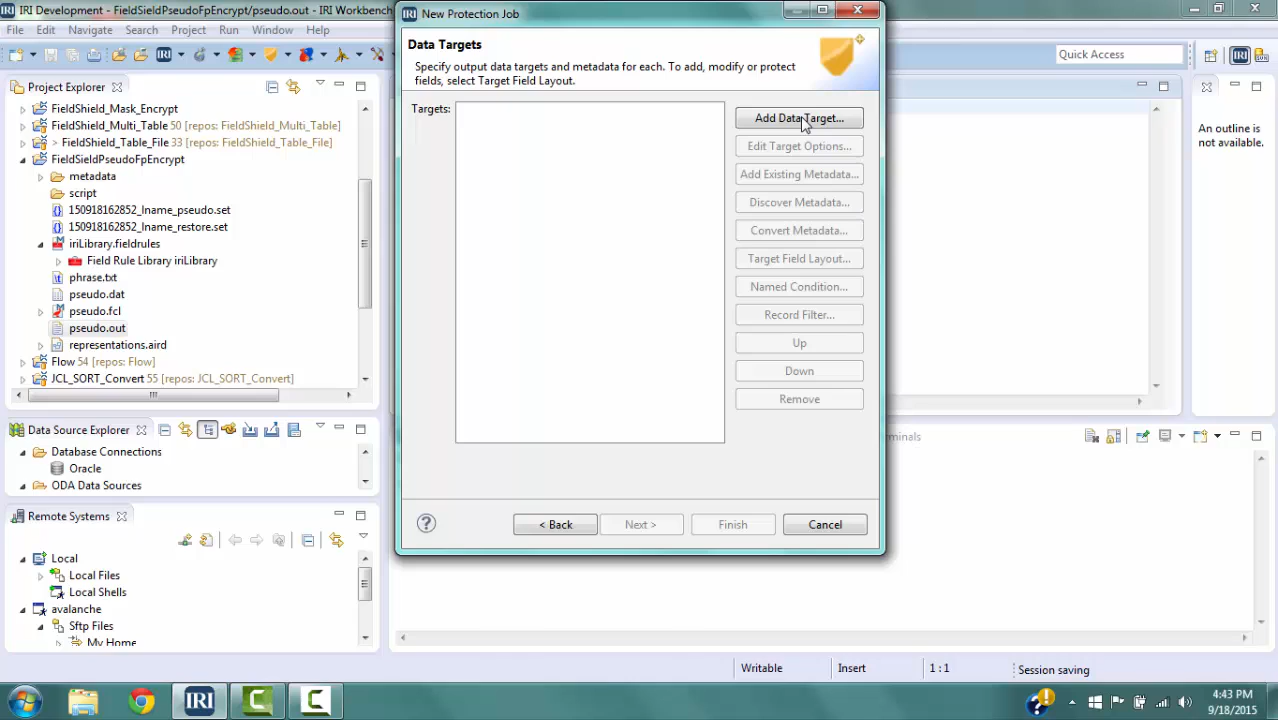 IRI Development - FieldSieldPseudoFpEncrypt/pseudo.out - IRI Workbench
File Edit Navigate Search Project Run Window Help
Quick Access
IRI
Project Explorer
FieldShield_Mask_Encrypt
FieldShield_Multi_Table 50 [repos: FieldShield_Multi_Table]
> FieldShield_Table_File 33 [repos: FieldShield_Table_File]
FieldSieldPseudoFpEncrypt
metadata
script
150918162852_lname_pseudo.set
150918162852_lname_restore.set
iriLibrary.fieldrules
Field Rule Library iriLibrary
phrase.txt
pseudo.dat
pseudo.fcl
pseudo.out
representations.aird
Flow 54 [repos: Flow]
JCL_SORT_Convert 55 [repos: JCL_SORT_Convert]
Data Source Explorer
Database Connections
Oracle
ODA Data Sources
Remote Systems
Local
Local Files
Local Shells
avalanche
Sftp Files
My Home
IRI New Protection Job
Data Targets
Specify output data targets and metadata for each. To add, modify or protect
fields, select Target Field Layout.
Targets:
Add Data Target...
Edit Target Options...
Add Existing Metadata...
Discover Metadata...
Convert Metadata...
Target Field Layout...
Named Condition...
Record Filter...
Up
Down
Remove
< Back
Next >
Finish
Cancel
An outline is
not available.
Writable
Insert
1 : 1
Session saving
IRI
4:43 PM
9/18/2015